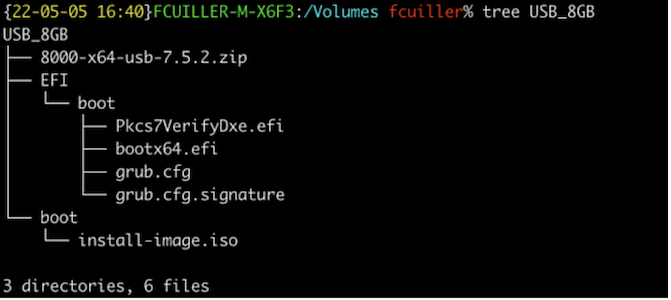 {22-05-05 16:40}FCUILLER-M-X6F3:/Volumes fcuiller% tree USB_8GB
USB_8GB
├── 8000-x64-usb-7.5.2.zip
├── EFI
│   └── boot
│       ├── Pkcs7VerifyDxe.efi
│       ├── bootx64.efi
│       ├── grub.cfg
│       └── grub.cfg.signature
└── boot
    └── install-image.iso
3 directories, 6 files